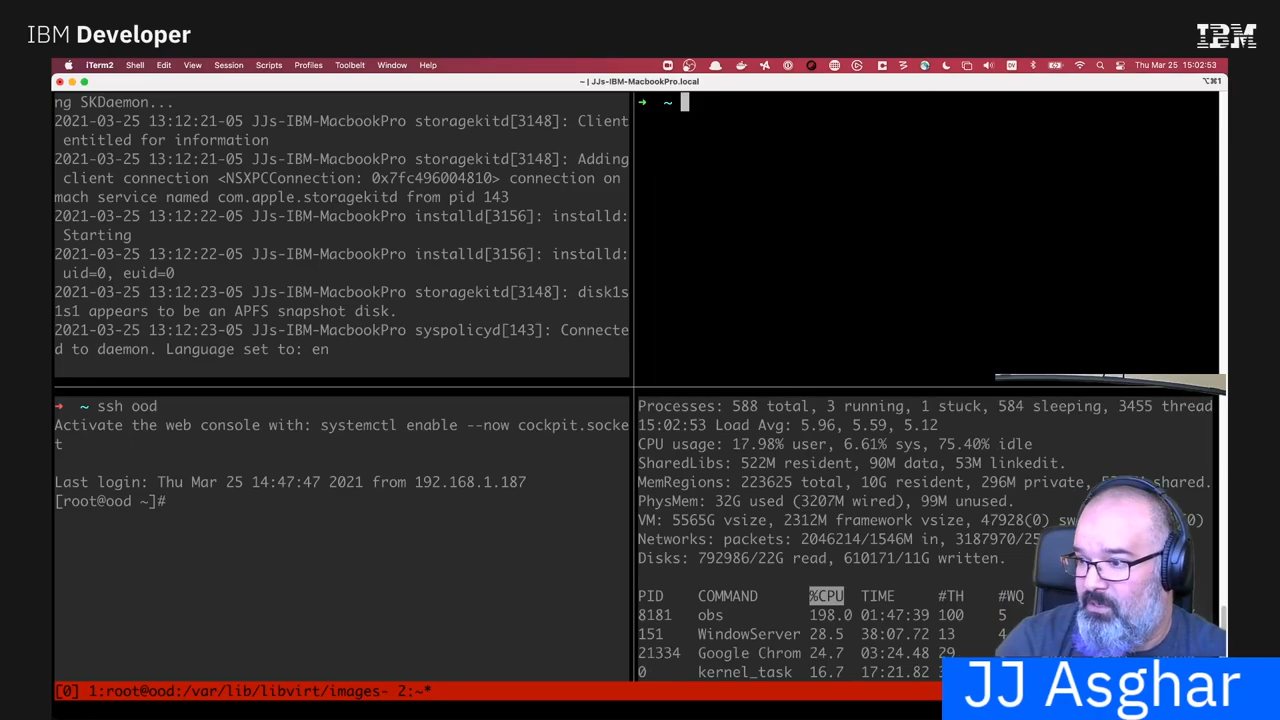 IBM Developer
IBM
iTerm2 Shell Edit View Session Scripts Profiles Toolbelt Window Help
Thu Mar 25 15:02:53
~ | JJs-IBM-MacbookPro.local
⌥⌘1
ng SKDaemon...
2021-03-25 13:12:21-05 JJs-IBM-MacbookPro storagekitd[3148]: Client
entitled for information
2021-03-25 13:12:21-05 JJs-IBM-MacbookPro storagekitd[3148]: Adding
client connection <NSXPCConnection: 0x7fc496004810> connection on
mach service named com.apple.storagekitd from pid 143
2021-03-25 13:12:22-05 JJs-IBM-MacbookPro installd[3156]: installd:
Starting
2021-03-25 13:12:22-05 JJs-IBM-MacbookPro installd[3156]: installd:
uid=0, euid=0
2021-03-25 13:12:23-05 JJs-IBM-MacbookPro storagekitd[3148]: disk1s
1s1 appears to be an APFS snapshot disk.
2021-03-25 13:12:23-05 JJs-IBM-MacbookPro syspolicyd[143]: Connecte
d to daemon. Language set to: en
➜ ~
➜ ~ ssh ood
Activate the web console with: systemctl enable --now cockpit.socke
t
Last login: Thu Mar 25 14:47:47 2021 from 192.168.1.187
[root@ood ~]#
Processes: 588 total, 3 running, 1 stuck, 584 sleeping, 3455 thread
15:02:53 Load Avg: 5.96, 5.59, 5.12
CPU usage: 17.98% user, 6.61% sys, 75.40% idle
SharedLibs: 522M resident, 90M data, 53M linkedit.
MemRegions: 223625 total, 10G resident, 296M private, shared.
PhysMem: 32G used (3207M wired), 99M unused.
VM: 5565G vsize, 2312M framework vsize, 47928(0)
Networks: packets: 2046214/1546M in,
Disks: 792986/22G read, 610171/11G written.
PID COMMAND %CPU TIME #TH #WQ
8181 obs 198.0 01:47:39 100 5
151 WindowServer 28.5 38:07.72 13 4
21334 Google Chrom 24.7 03:24.48 29
0 kernel_task 16.7 17:21.82
[0] 1:root@ood:/var/lib/libvirt/images- 2:~*
JJ Asghar